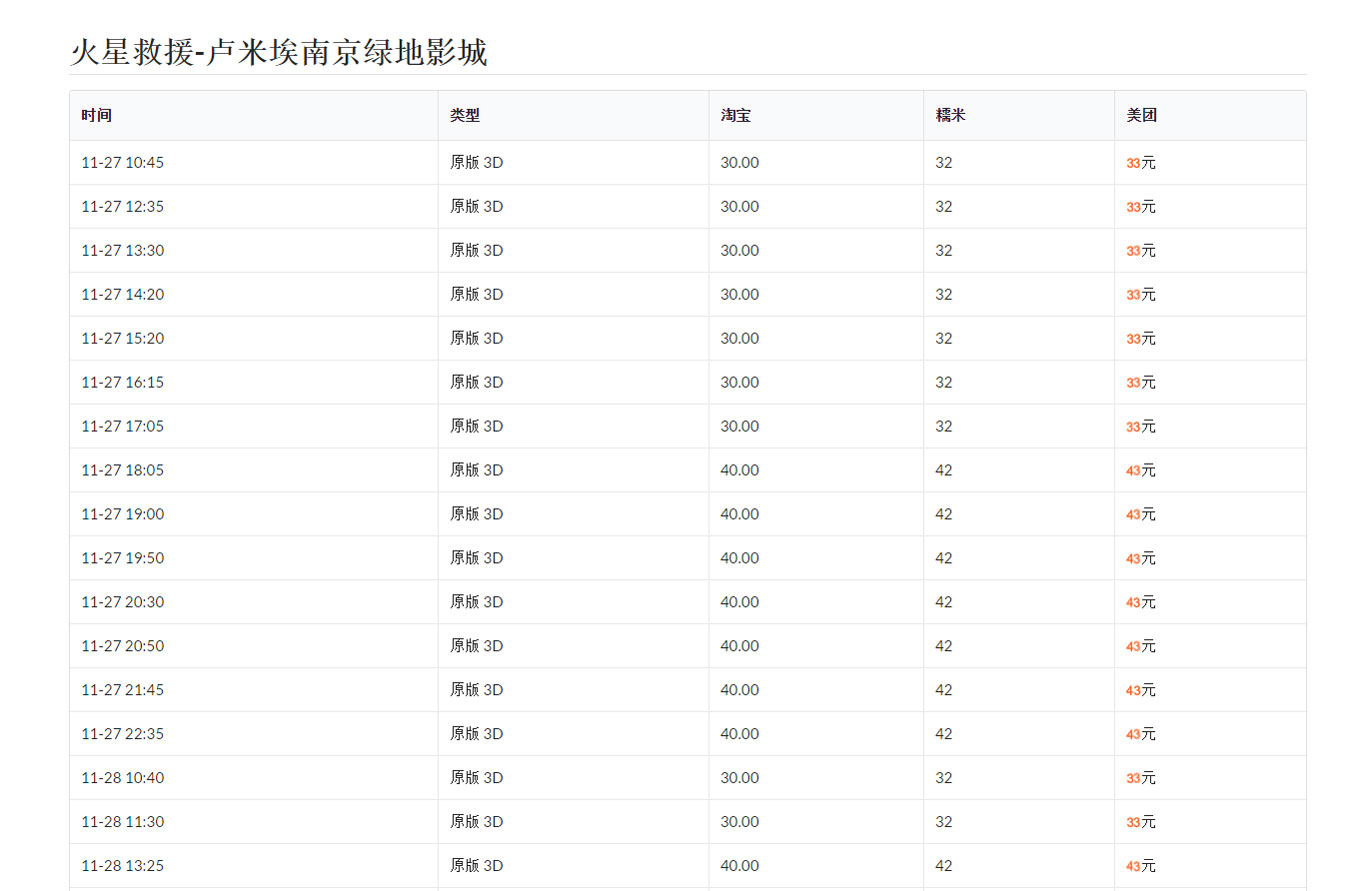 火星救援-卢米埃南京绿地影城
时间 类型 淘宝 糯米 美团
11-27 10:45 原版 3D 30.00 32 33元
11-27 12:35 原版 3D 30.00 32 33元
11-27 13:30 原版 3D 30.00 32 33元
11-27 14:20 原版 3D 30.00 32 33元
11-27 15:20 原版 3D 30.00 32 33元
11-27 16:15 原版 3D 30.00 32 33元
11-27 17:05 原版 3D 30.00 32 33元
11-27 18:05 原版 3D 40.00 42 43元
11-27 19:00 原版 3D 40.00 42 43元
11-27 19:50 原版 3D 40.00 42 43元
11-27 20:30 原版 3D 40.00 42 43元
11-27 20:50 原版 3D 40.00 42 43元
11-27 21:45 原版 3D 40.00 42 43元
11-27 22:35 原版 3D 40.00 42 43元
11-28 10:40 原版 3D 30.00 32 33元
11-28 11:30 原版 3D 30.00 32 33元
11-28 13:25 原版 3D 40.00 42 43元